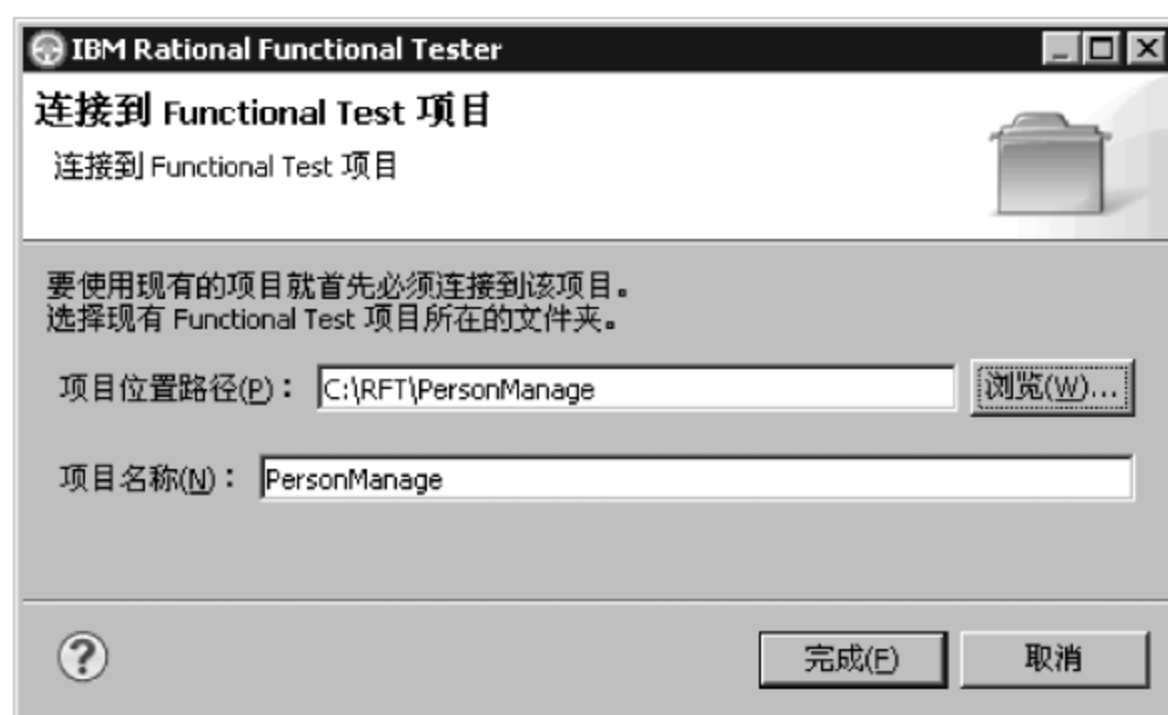 IBM Rational Functional Tester
连接到 Functional Test 项目
连接到 Functional Test 项目
要使用现有的项目就首先必须连接到该项目。
选择现有 Functional Test 项目所在的文件夹。
项目位置路径(P)： C:\RFT\PersonManage 浏览(W)...
项目名称(N)： PersonManage
? 完成(F) 取消